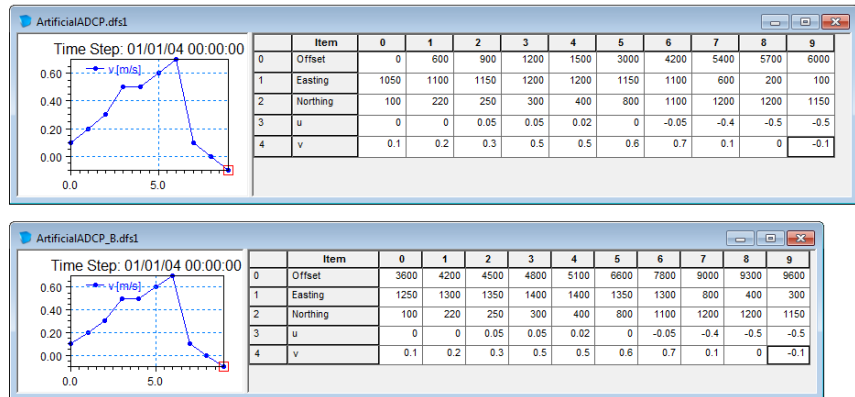 ArtificialADCP.dfs1
Time Step: 01/01/04 00:00:00
v [m/s]
0.60
0.40
0.20
0.00
0.0 5.0
Item 0 1 2 3 4 5 6 7 8 9
0 Offset 0 600 900 1200 1500 3000 4200 5400 5700 6000
1 Easting 1050 1100 1150 1200 1200 1150 1100 600 200 100
2 Northing 100 220 250 300 400 800 1100 1200 1200 1150
3 u 0 0 0.05 0.05 0.02 0 -0.05 -0.4 -0.5 -0.5
4 v 0.1 0.2 0.3 0.5 0.5 0.6 0.7 0.1 0 -0.1
ArtificialADCP_B.dfs1
Time Step: 01/01/04 00:00:00
v [m/s]
0.60
0.40
0.20
0.00
0.0 5.0
Item 0 1 2 3 4 5 6 7 8 9
0 Offset 3600 4200 4500 4800 5100 6600 7800 9000 9300 9600
1 Easting 1250 1300 1350 1400 1400 1350 1300 800 400 300
2 Northing 100 220 250 300 400 800 1100 1200 1200 1150
3 u 0 0 0.05 0.05 0.02 0 -0.05 -0.4 -0.5 -0.5
4 v 0.1 0.2 0.3 0.5 0.5 0.6 0.7 0.1 0 -0.1